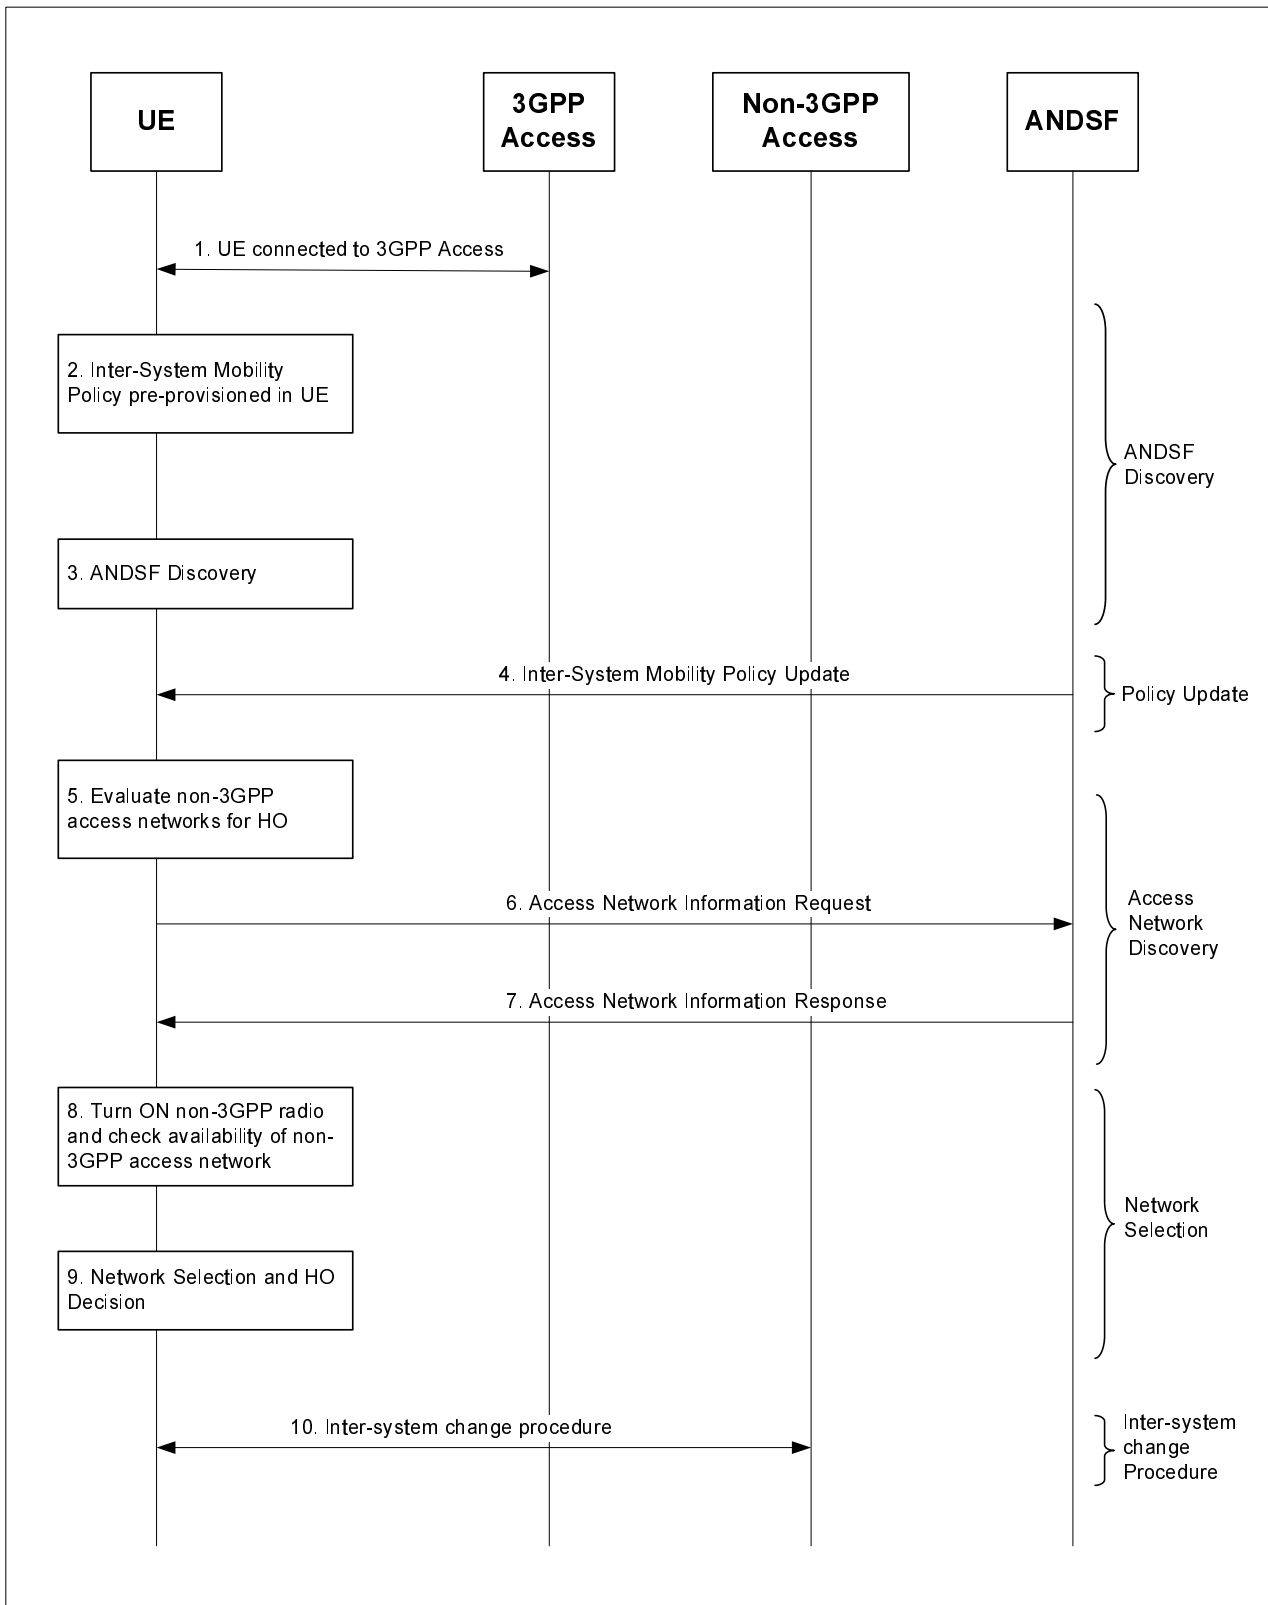 UE
3GPP
Access
Non-3GPP
Access
ANDSF
1. UE connected to 3GPP Access
2. Inter-System Mobility
Policy pre-provisioned in UE
ANDSF
Discovery
3. ANDSF Discovery
4. Inter-System Mobility Policy Update
Policy Update
5. Evaluate non-3GPP
access networks for HO
6. Access Network Information Request
Access
Network
Discovery
7. Access Network Information Response
8. Turn ON non-3GPP radio
and check availability of non-
3GPP access network
Network
Selection
9. Network Selection and HO
Decision
10. Inter-system change procedure
Inter-system
change
Procedure